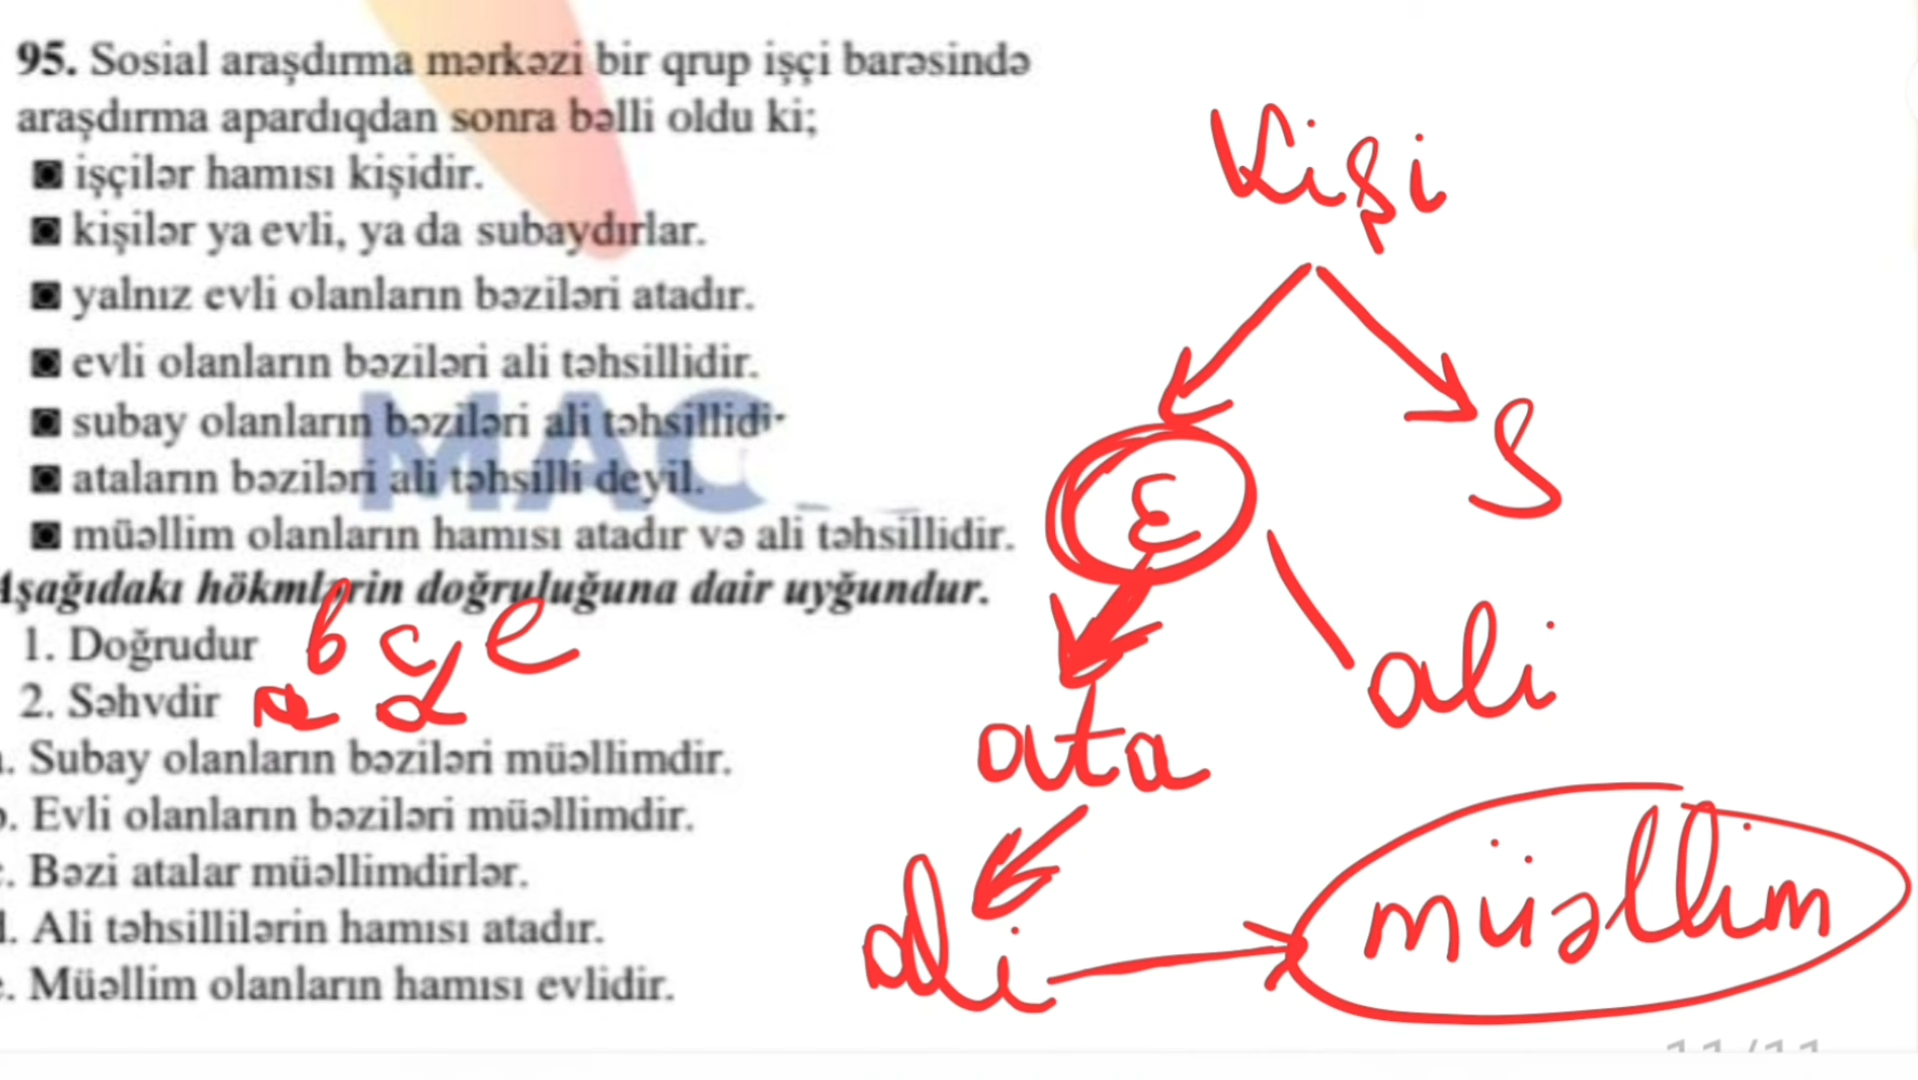 95. Sosial araşdırma mərkəzi bir qrup işçi barəsində
araşdırma apardıqdan sonra bəlli oldu ki;
◙ işçilər hamısı kişidir.
◙ kişilər ya evli, ya da subaydırlar.
◙ yalnız evli olanların bəziləri atadır.
◙ evli olanların bəziləri ali təhsillidir.
◙ subay olanların bəziləri ali təhsillidir
◙ ataların bəziləri ali təhsilli deyil.
◙ müəllim olanların hamısı atadır və ali təhsillidir.
Aşağıdakı hökmlərin doğruluğuna dair uyğundur.
1. Doğrudur b c, e
2. Səhvdir a d
. Subay olanların bəziləri müəllimdir.
. Evli olanların bəziləri müəllimdir.
. Bəzi atalar müəllimdirlər.
. Ali təhsillilərin hamısı atadır.
. Müəllim olanların hamısı evlidir.
MAC
Kişi
ε
S
ata
ali
ali
müəllim
11/11